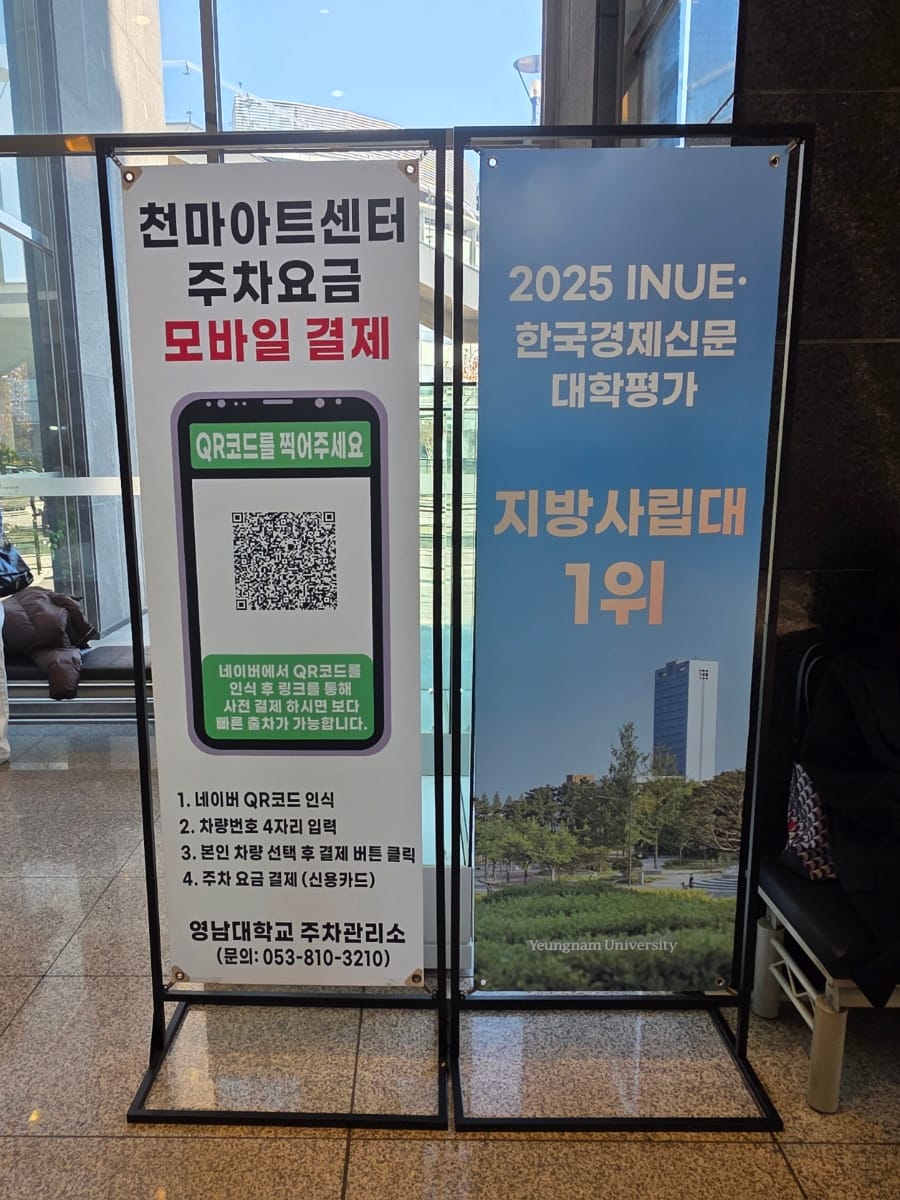 천마아트센터
주차요금
모바일 결제
QR코드를 찍어주세요
네이버에서 QR코드를
인식 후 링크를 통해
사전 결제 하시면 보다
빠른 출차가 가능합니다.
1. 네이버 QR코드 인식
2. 차량번호 4자리 입력
3. 본인 차량 선택 후 결제 버튼 클릭
4. 주차 요금 결제 (신용카드)
영남대학교 주차관리소
(문의: 053-810-3210)
2025 INUE·
한국경제신문
대학평가
지방사립대
1위
Yeungnam University